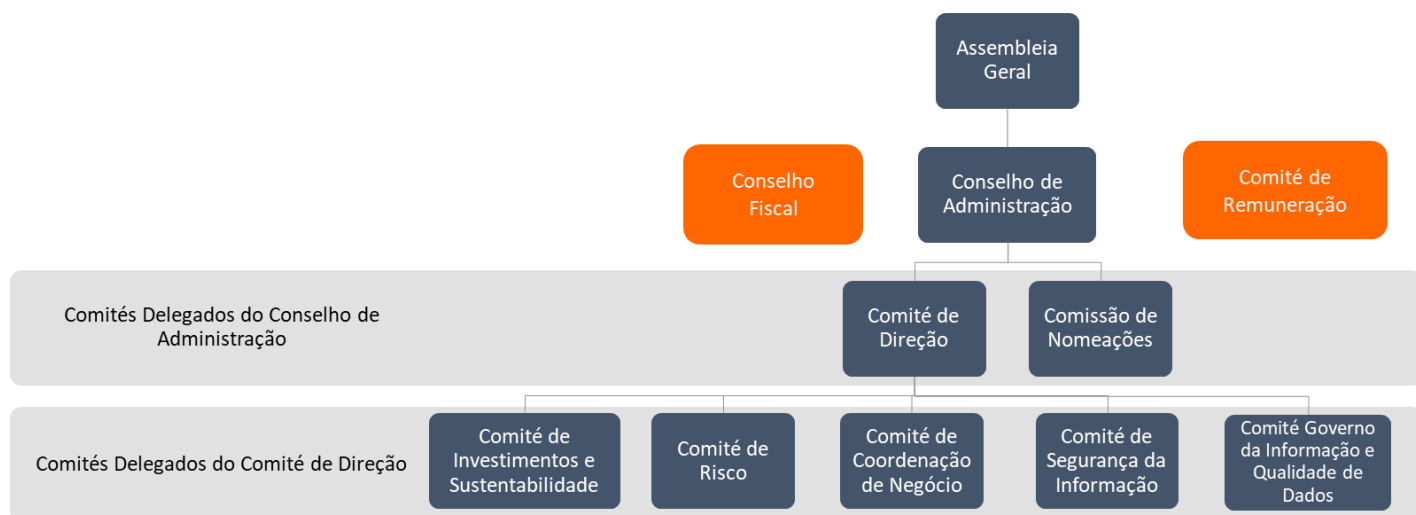 Assembleia
Geral
Conselho
Fiscal
Conselho de
Administração
Comité de
Remuneração
Comités Delegados do Conselho de
Administração
Comité de
Direção
Comissão de
Nomeações
Comités Delegados do Comité de Direção
Comité de
Investimentos e
Sustentabilidade
Comité de
Risco
Comité de
Coordenação
de Negócio
Comité de
Segurança da
Informação
Comité Governo
da Informação e
Qualidade de
Dados